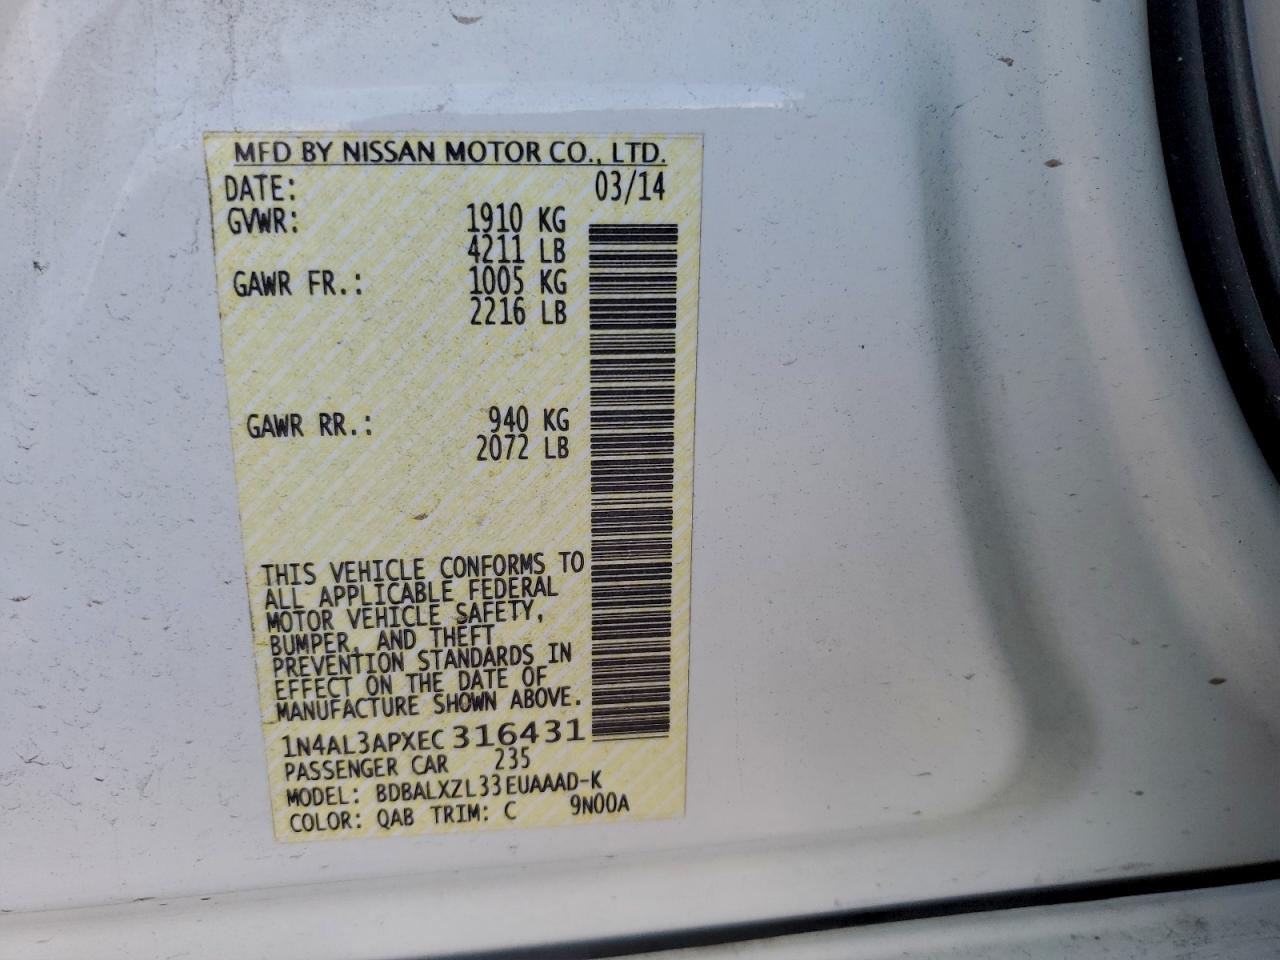 MFD BY NISSAN MOTOR CO., LTD.
DATE: 03/14
GVWR: 1910 KG
4211 LB
GAWR FR.: 1005 KG
2216 LB
GAWR RR.: 940 KG
2072 LB
THIS VEHICLE CONFORMS TO
ALL APPLICABLE FEDERAL
MOTOR VEHICLE SAFETY,
BUMPER, AND THEFT
PREVENTION STANDARDS IN
EFFECT ON THE DATE OF
MANUFACTURE SHOWN ABOVE.
1N4AL3APXEC316431
PASSENGER CAR 235
MODEL: BDBALXZL33EUAAAD-K
COLOR: QAB TRIM: C 9N00A